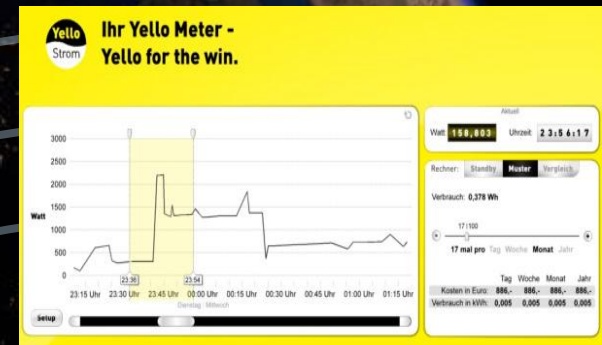 Yello
Strom
Ihr Yello Meter -
Yello for the win.
Aktuell
Watt: 158,803 Uhrzeit: 23:56:17
Rechner: Standby Muster Vergleich
Verbrauch: 0,378 Wh
17|100
17 mal pro Tag Woche Monat Jahr
Tag Woche Monat Jahr
Kosten in Euro: 886,- 886,- 886,- 886,-
Verbrauch in kWh: 0,005 0,005 0,005 0,005
3000
2500
2000
1500
Watt
1000
500
0
23:36 23:54
23:15 Uhr 23:30 Uhr 23:45 Uhr 00:00 Uhr 00:15 Uhr 00:30 Uhr 00:45 Uhr 01:00 Uhr 01:15 Uhr
Dienstag Mittwoch
Setup